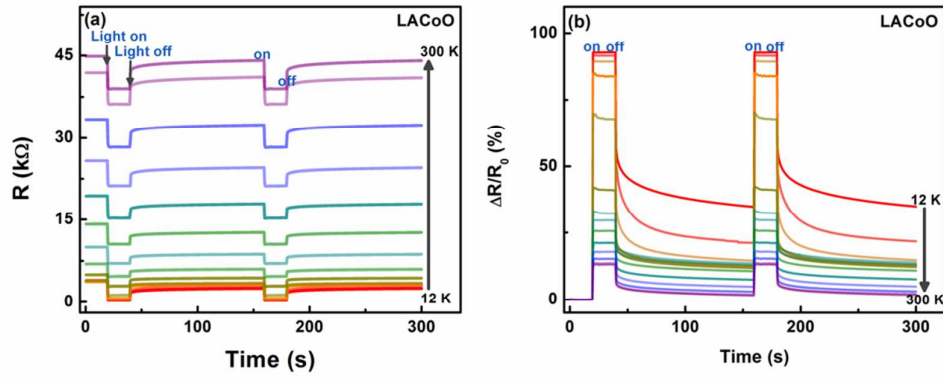 (a)
LACoO
Light on
Light off
on
off
300 K
12 K
45
30
15
0
R (kΩ)
0
100
200
300
Time (s)
(b)
LACoO
on off
on off
12 K
300 K
100
50
0
ΔR/R₀ (%)
0
100
200
300
Time (s)